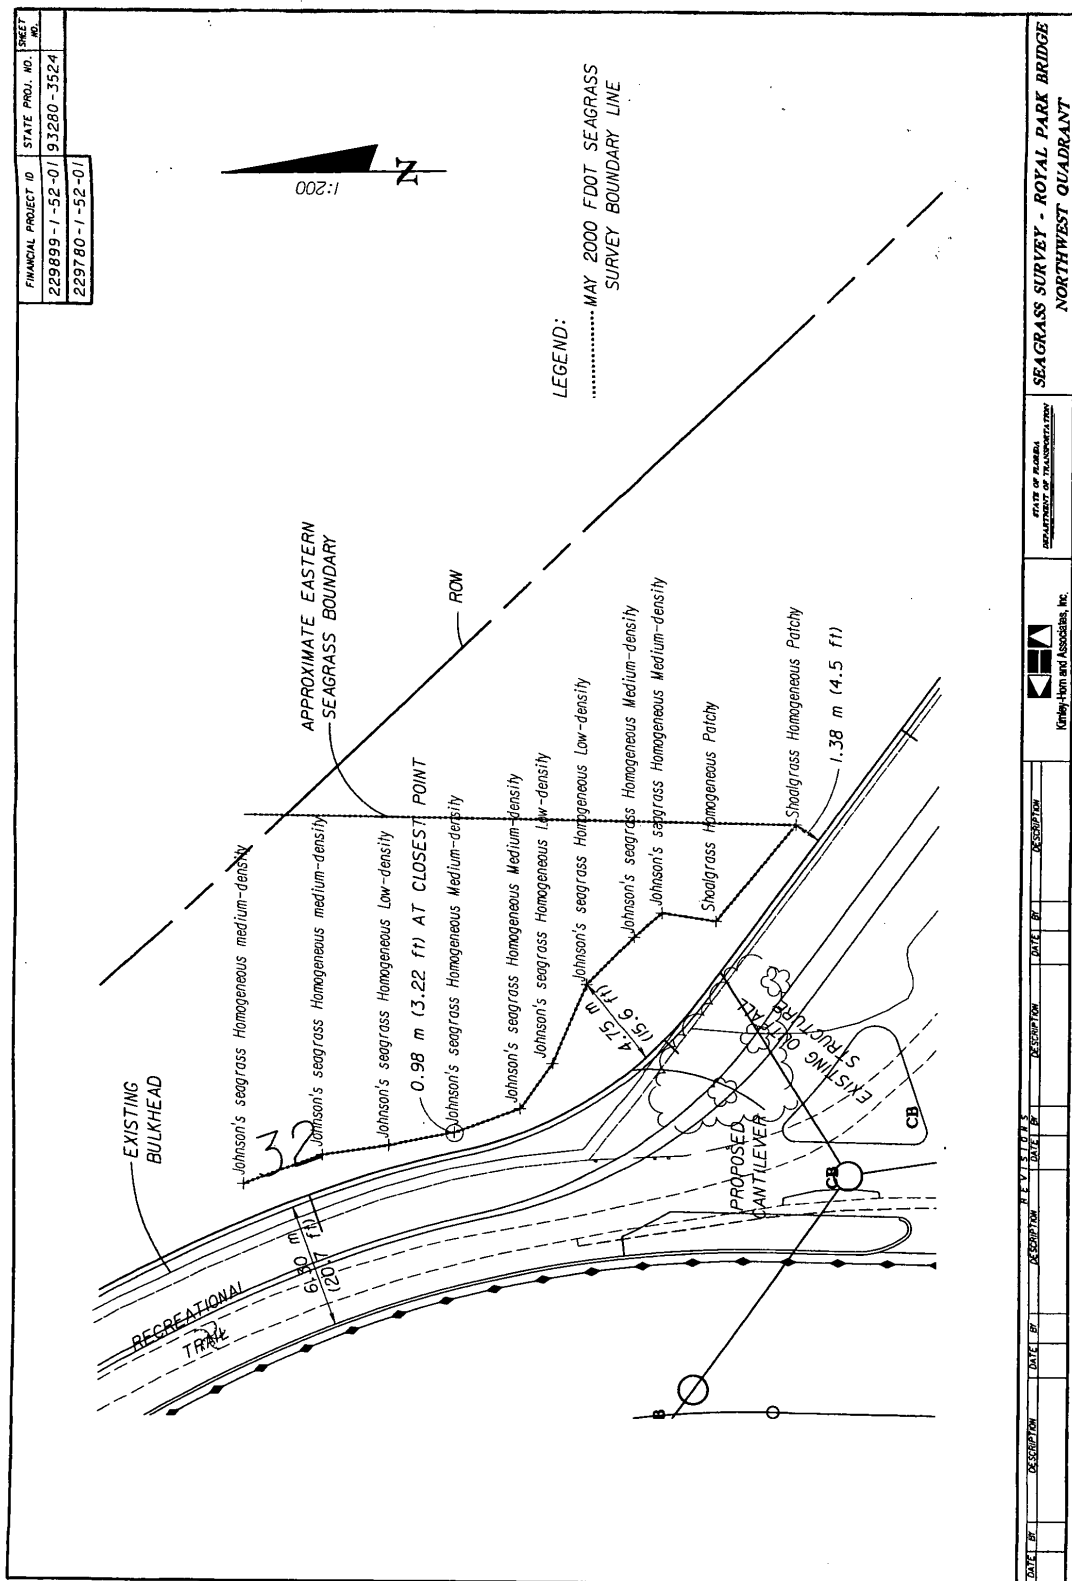 FINANCIAL PROJECT ID
STATE PROJ. NO.
SHEET NO.
229899-1-52-01
93280-3524
229780-1-52-01
1:200
N
LEGEND:
MAY 2000 FDOT SEAGRASS
SURVEY BOUNDARY LINE
APPROXIMATE EASTERN
SEAGRASS BOUNDARY
ROW
EXISTING
BULKHEAD
Johnson's seagrass Homogeneous medium-density
32
Johnson's seagrass Homogeneous medium-density
Johnson's seagrass Homogeneous Low-density
0.98 m (3.22 ft) AT CLOSEST POINT
Johnson's seagrass Homogeneous Medium-density
Johnson's seagrass Homogeneous Medium-density
Johnson's seagrass Homogeneous Low-density
Johnson's seagrass Homogeneous Low-density
Johnson's seagrass Homogeneous Medium-density
Johnson's seagrass Homogeneous Medium-density
Shoalgrass Homogeneous Patchy
Shoalgrass Homogeneous Patchy
1.38 m (4.5 ft)
4.75 m
(15.6 ft)
6.30 m
(20.7 ft)
RECREATIONAL
TRAIL
PROPOSED
CANTILEVER
EXISTING OUTFALL
STRUCTURE
CB
CB
B
REVISIONS
DATE BY DESCRIPTION DATE BY DESCRIPTION DATE BY DESCRIPTION DATE BY DESCRIPTION
Kimley-Horn and Associates, Inc.
STATE OF FLORIDA
DEPARTMENT OF TRANSPORTATION
SEAGRASS SURVEY - ROYAL PARK BRIDGE
NORTHWEST QUADRANT